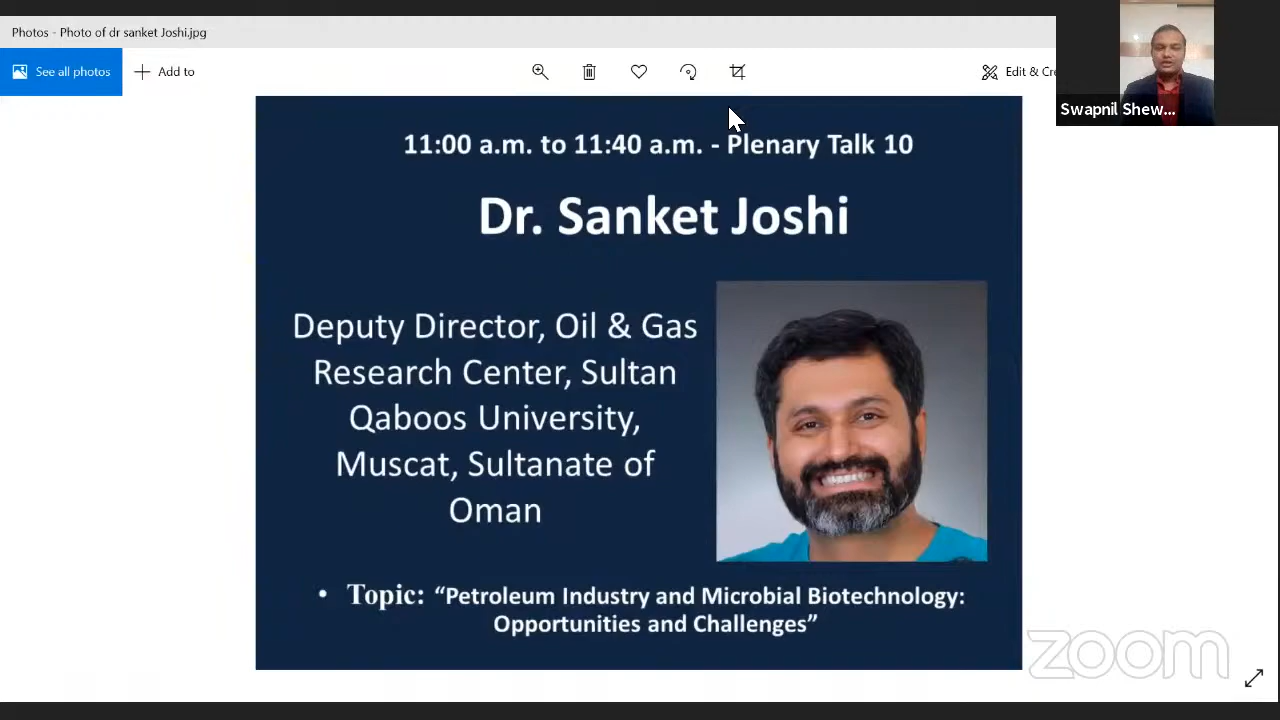 Photos - Photo of dr sanket Joshi.jpg
See all photos
Add to
Edit & Cre
Swapnil Shew...
11:00 a.m. to 11:40 a.m. - Plenary Talk 10
Dr. Sanket Joshi
Deputy Director, Oil & Gas
Research Center, Sultan
Qaboos University,
Muscat, Sultanate of
Oman
• Topic: “Petroleum Industry and Microbial Biotechnology:
Opportunities and Challenges”
zoom